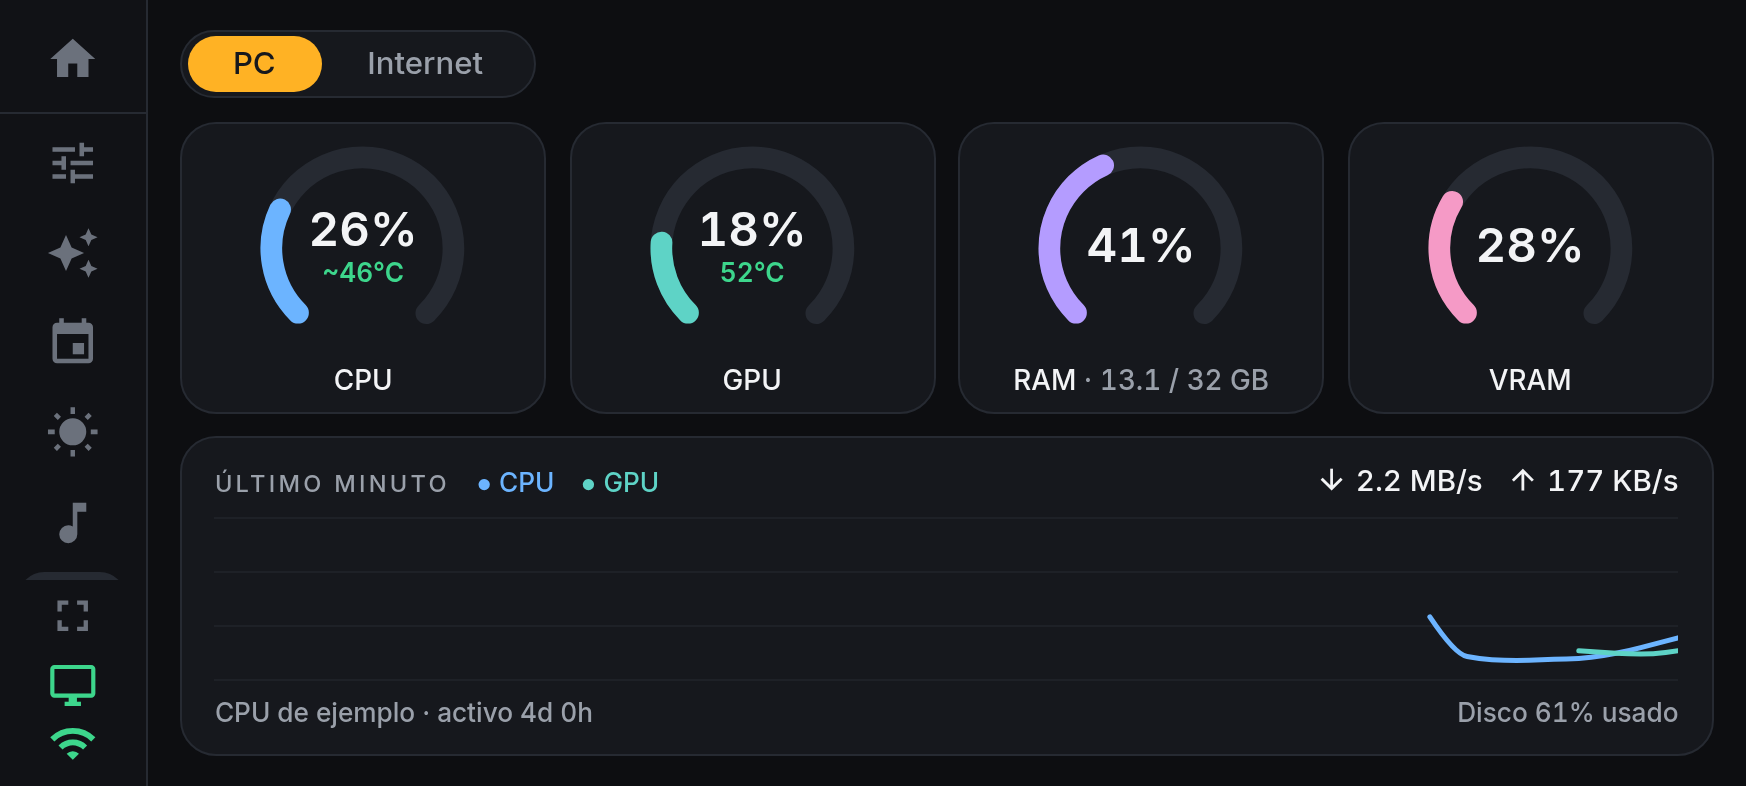 PC
Internet
26%
~46°C
CPU
18%
52°C
GPU
41%
RAM · 13.1 / 32 GB
28%
VRAM
ÚLTIMO MINUTO ● CPU ● GPU
↓ 2.2 MB/s ↑ 177 KB/s
CPU de ejemplo · activo 4d 0h
Disco 61% usado